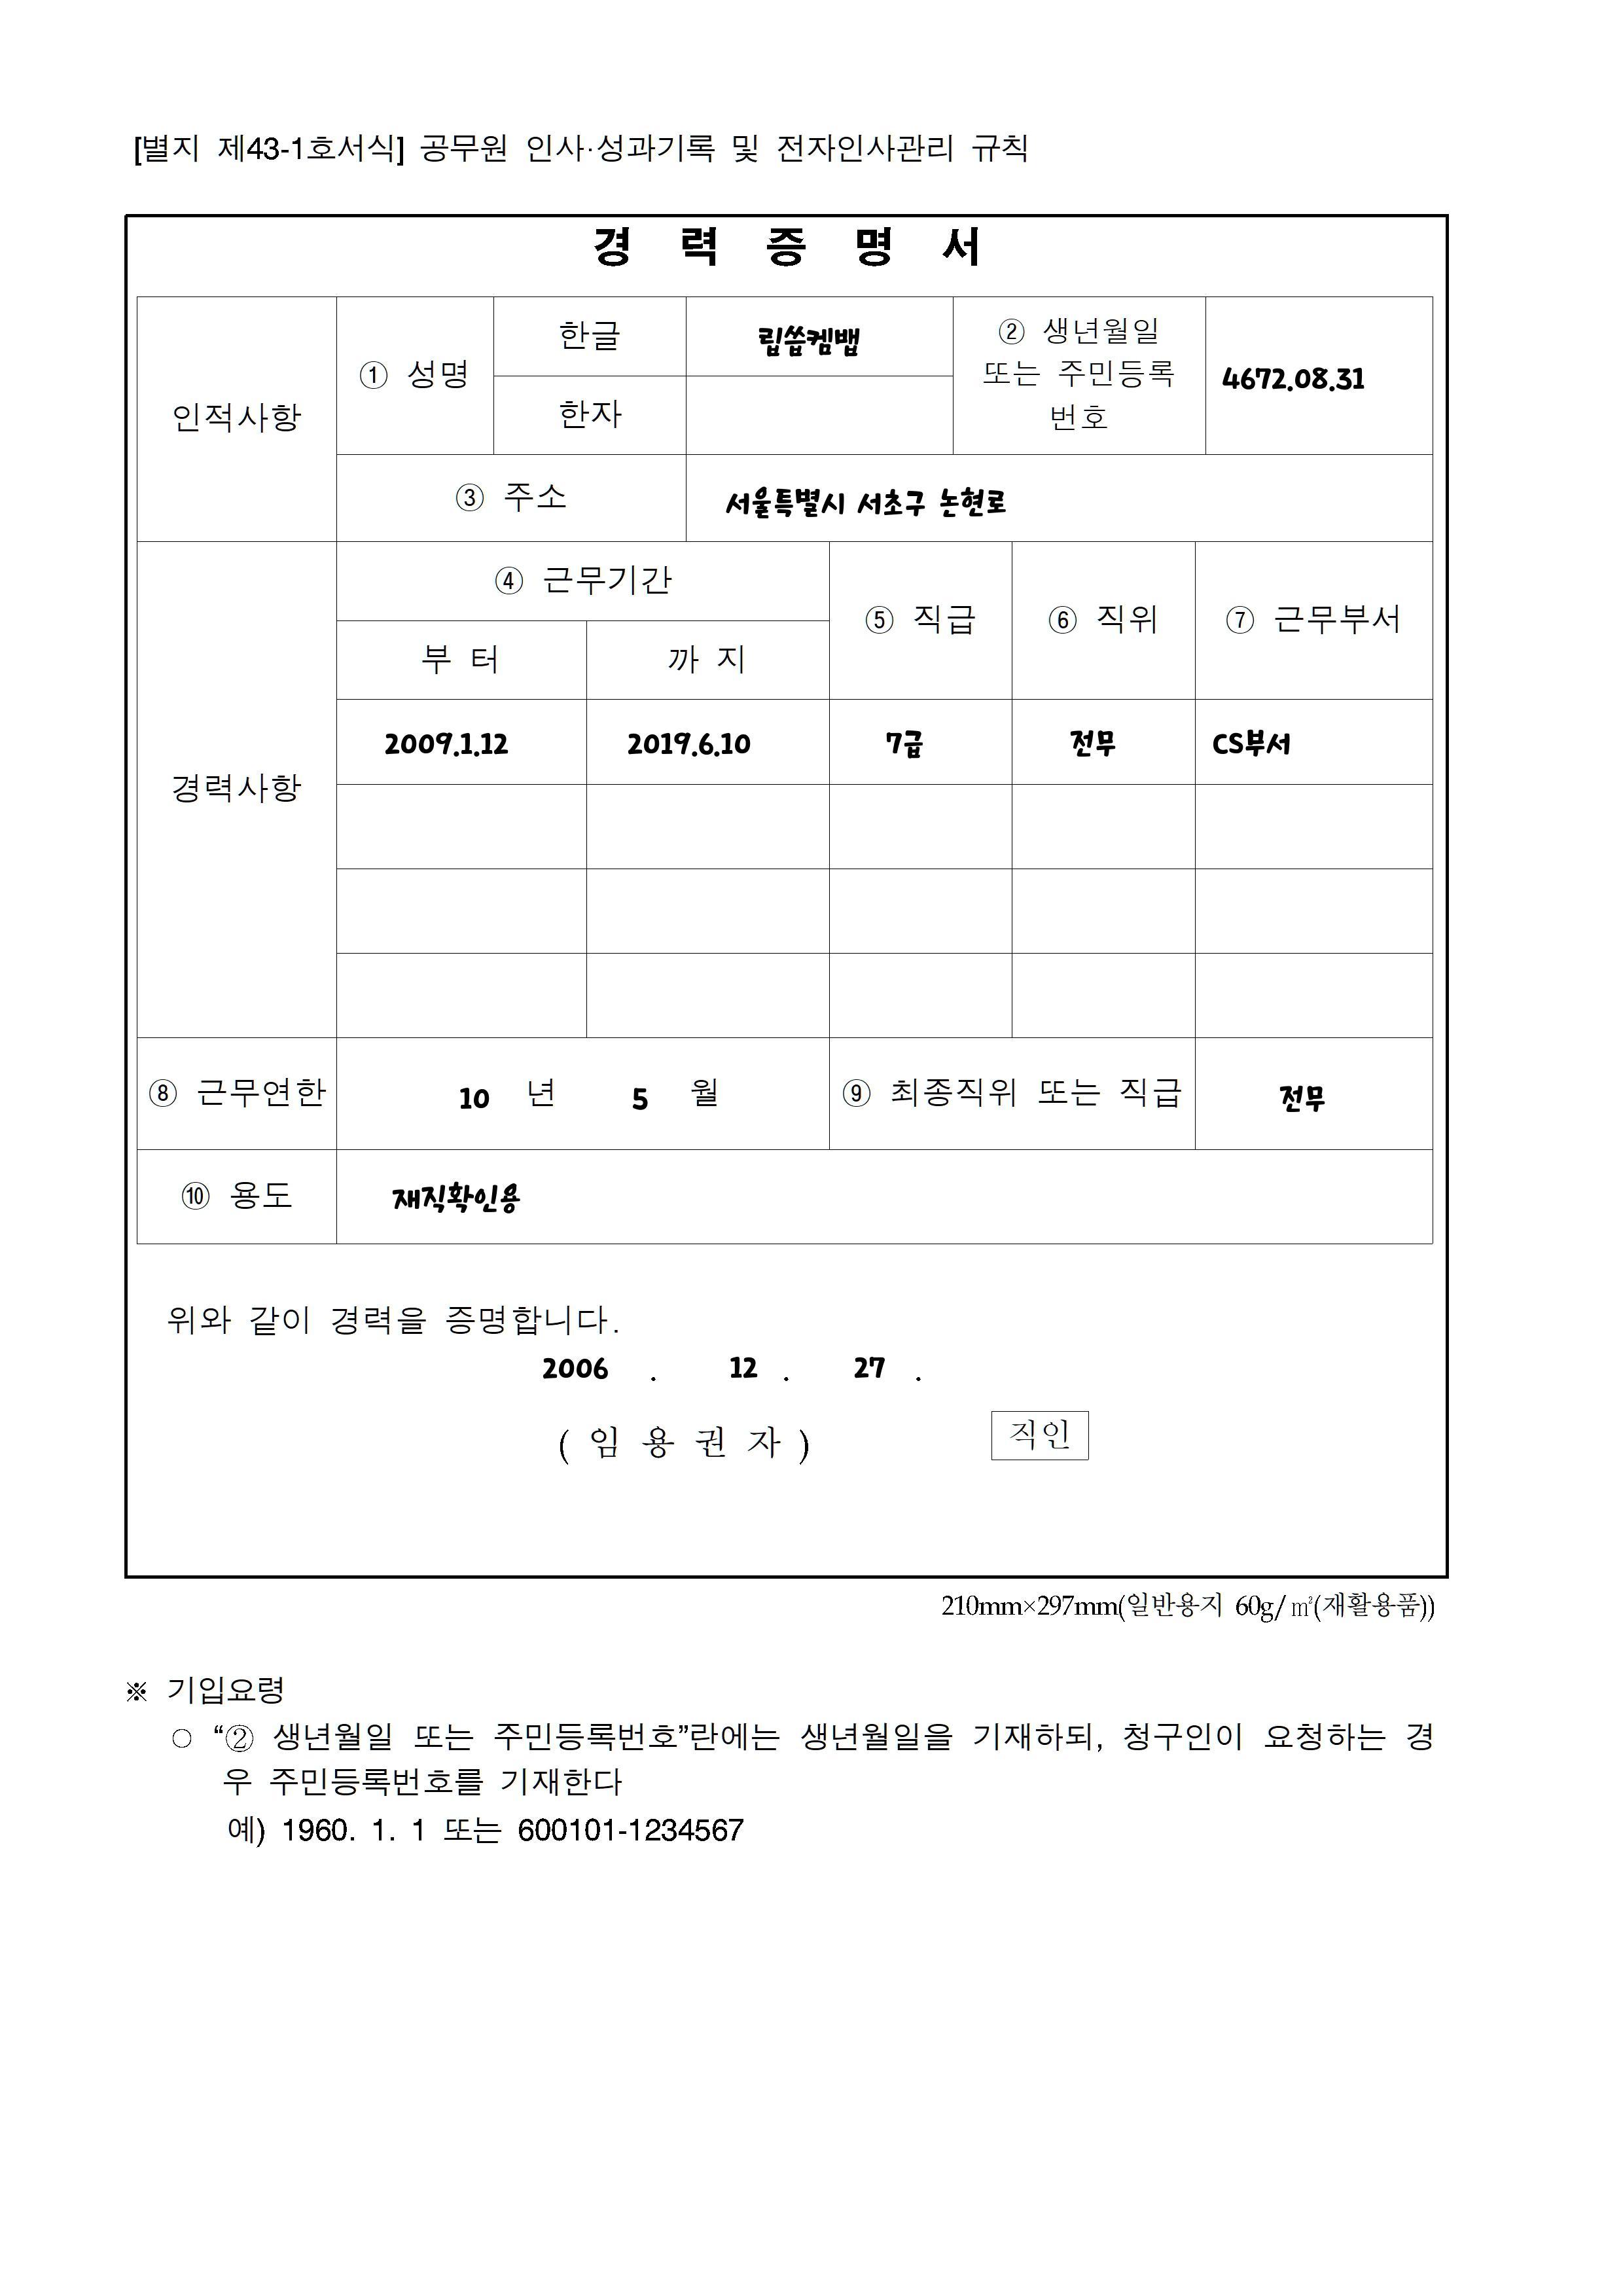 [별지 제43-1호서식] 공무원 인사·성과기록 및 전자인사관리 규칙
경 력 증 명 서
인적사항
① 성명
한글
립씁켐뱁
한자
② 생년월일
또는 주민등록
번호
4672.08.31
③ 주소
서울특별시 서초구 논현로
경력사항
④ 근무기간
부 터
까 지
⑤ 직급
⑥ 직위
⑦ 근무부서
2009.1.12
2019.6.10
7급
전무
CS부서
⑧ 근무연한
10 년 5 월
⑨ 최종직위 또는 직급
전무
⑩ 용도
재직확인용
위와 같이 경력을 증명합니다.
2006 . 12 . 27 .
( 임 용 권 자 )
직인
210mm×297mm(일반용지 60g/㎡(재활용품))
※ 기입요령
○ “② 생년월일 또는 주민등록번호”란에는 생년월일을 기재하되, 청구인이 요청하는 경
우 주민등록번호를 기재한다
예) 1960. 1. 1 또는 600101-1234567